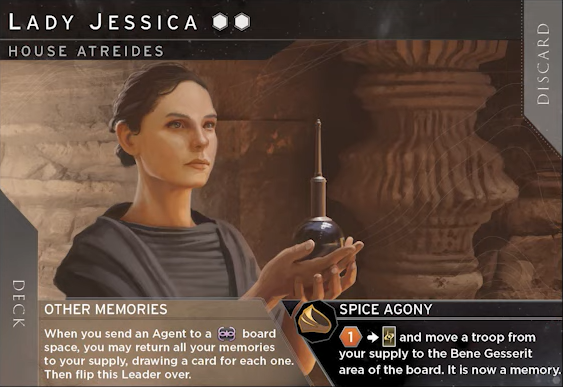 LADY JESSICA
HOUSE ATREIDES
DISCARD
DECK
OTHER MEMORIES
When you send an Agent to a board
space, you may return all your memories
to your supply, drawing a card for each one.
Then flip this Leader over.
SPICE AGONY
1 and move a troop from
your supply to the Bene Gesserit
area of the board. It is now a memory.